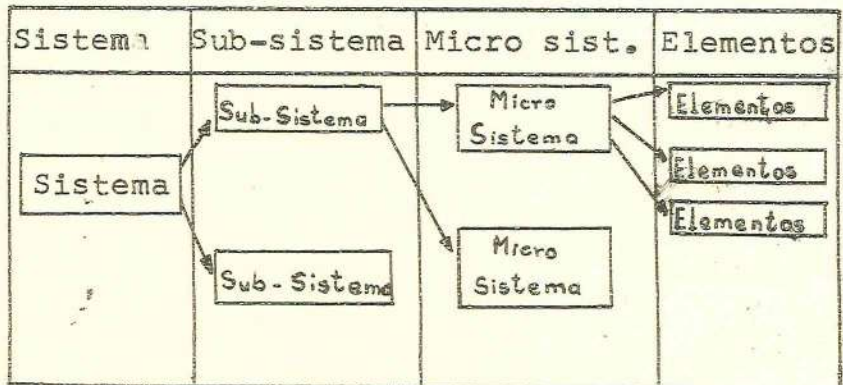 Sistema Sub-sistema Micro sist. Elementos
Sistema
Sub-Sistema
Sub-Sistema
Micro
Sistema
Micro
Sistema
Elementos
Elementos
Elementos